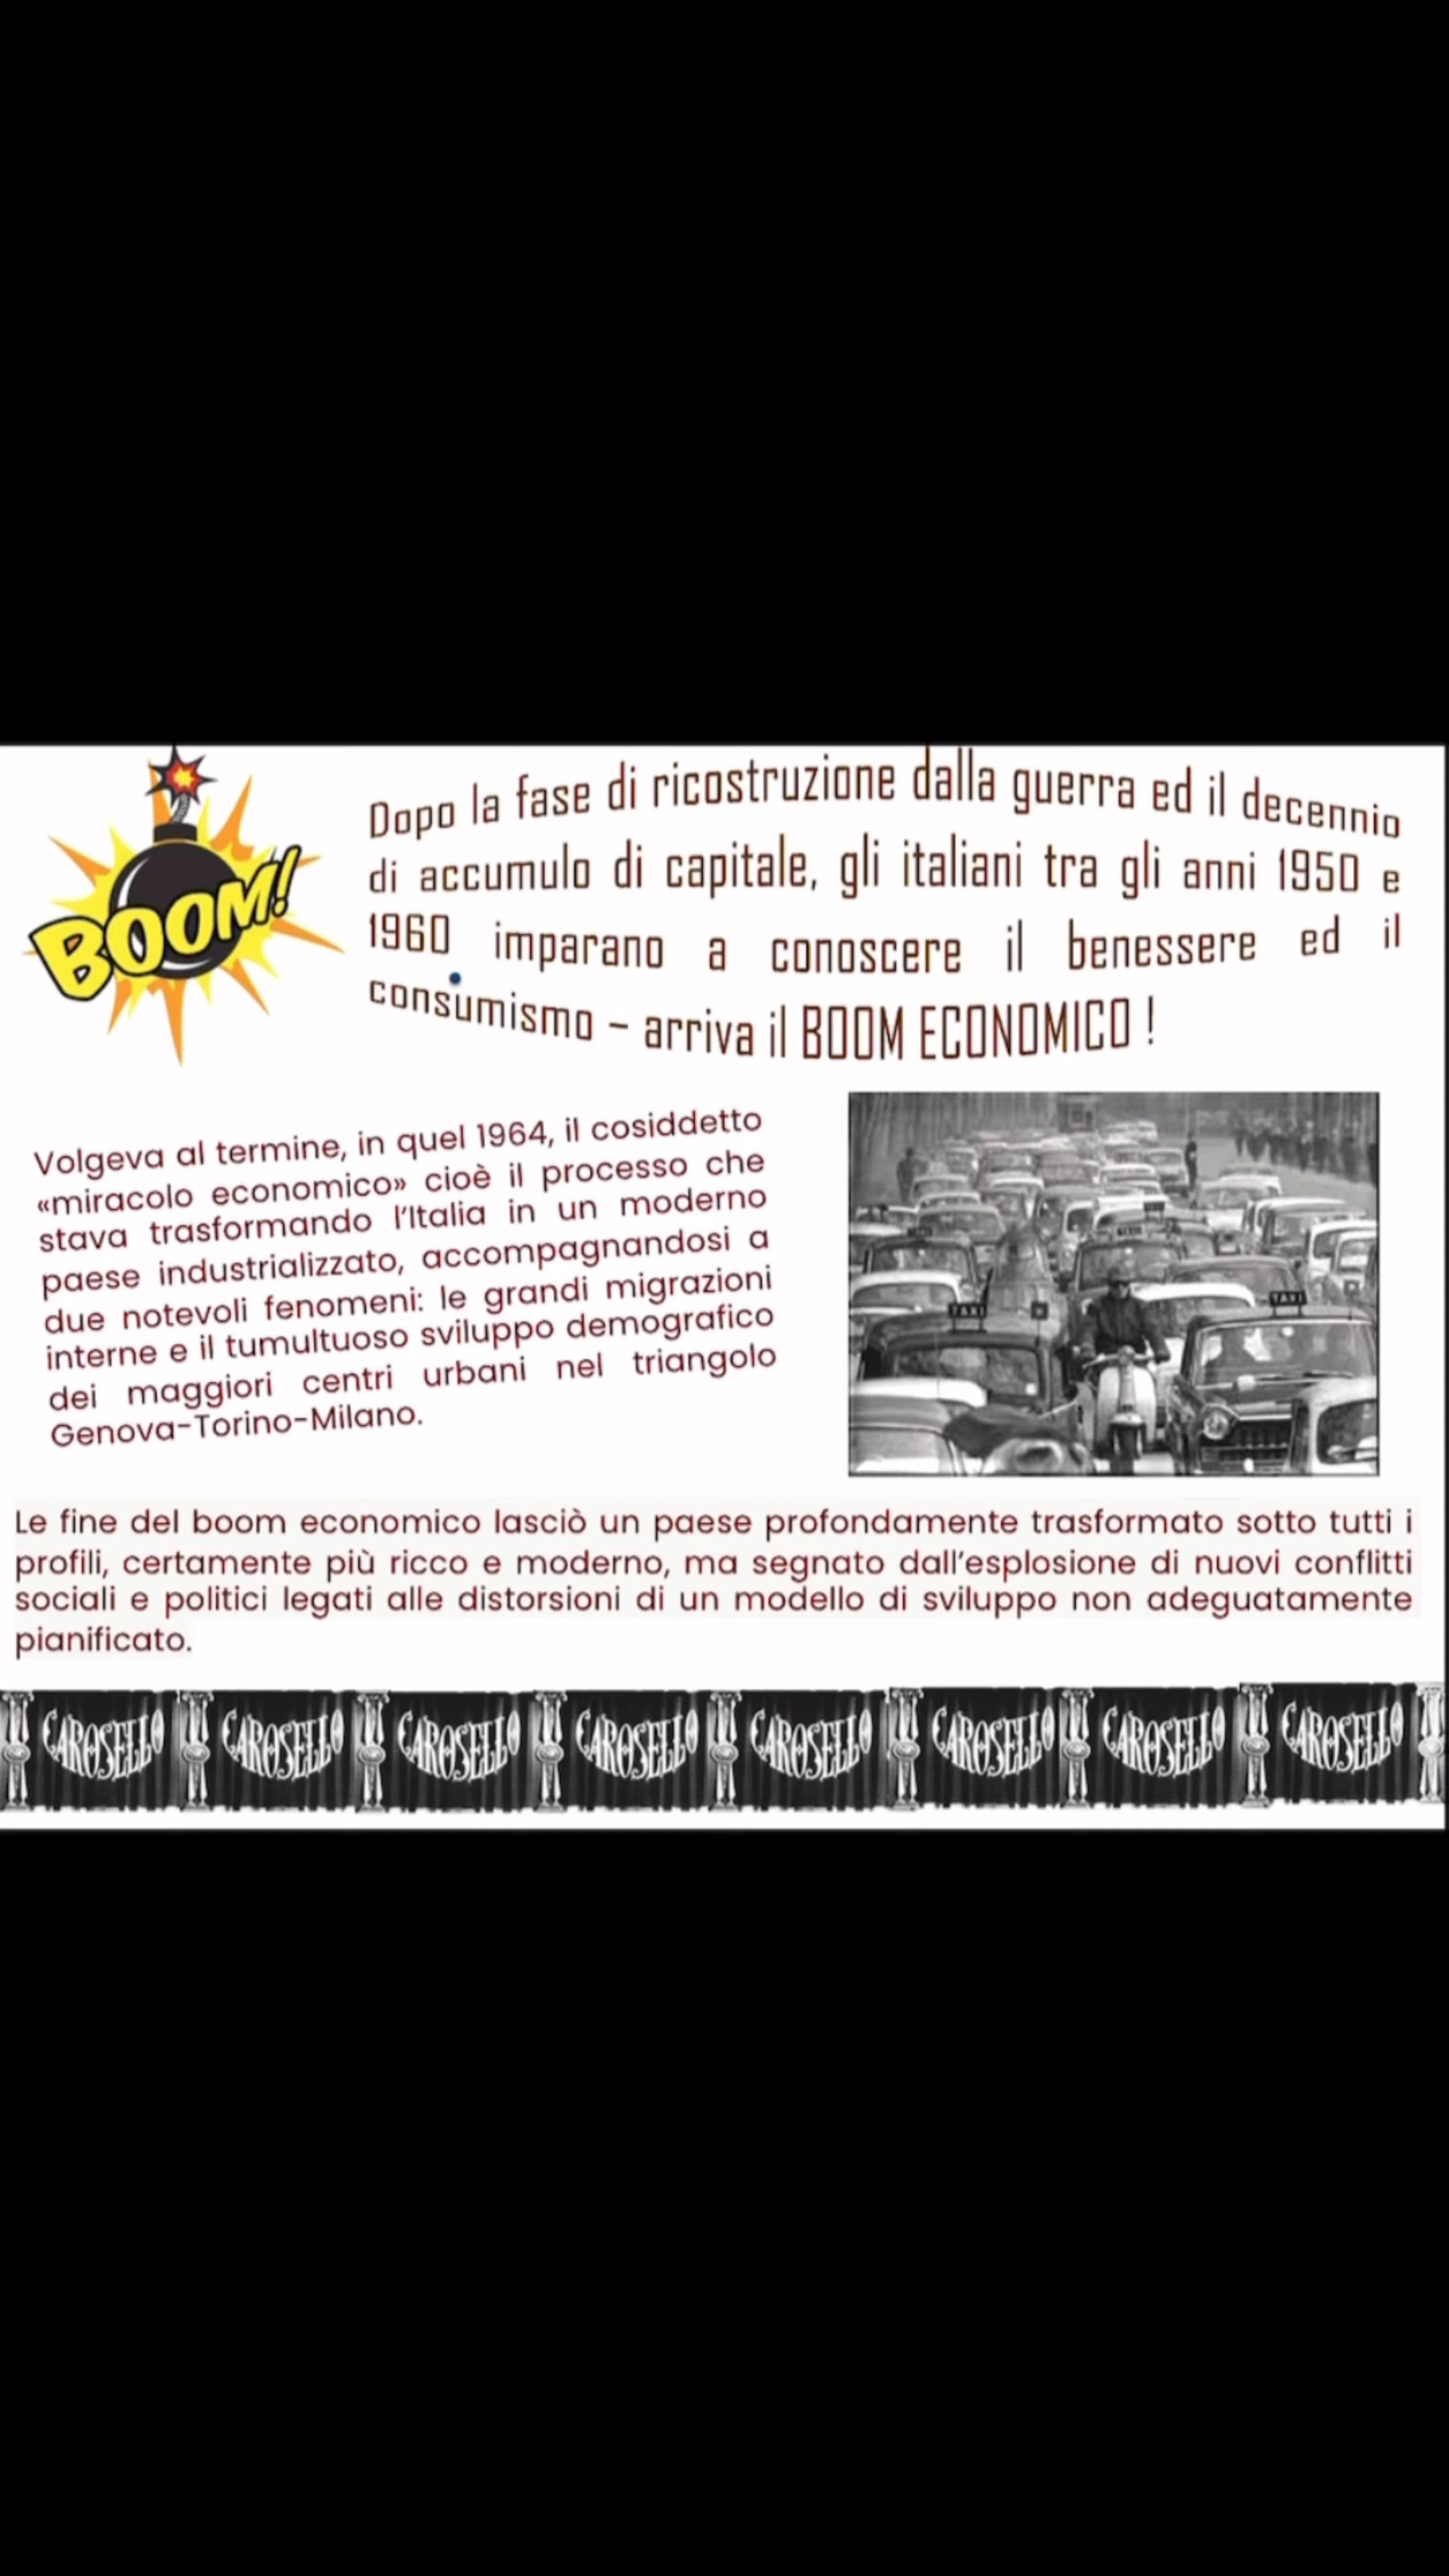 BOOM!
Dopo la fase di ricostruzione dalla guerra ed il decennio
di accumulo di capitale, gli italiani tra gli anni 1950 e
1960 imparano a conoscere il benessere ed il
consumismo – arriva il BOOM ECONOMICO !
Volgeva al termine, in quel 1964, il cosiddetto
«miracolo economico» cioè il processo che
stava trasformando l’Italia in un moderno
paese industrializzato, accompagnandosi a
due notevoli fenomeni: le grandi migrazioni
interne e il tumultuoso sviluppo demografico
dei maggiori centri urbani nel triangolo
Genova-Torino-Milano.
TAXI
TAXI
Le fine del boom economico lasciò un paese profondamente trasformato sotto tutti i
profili, certamente più ricco e moderno, ma segnato dall’esplosione di nuovi conflitti
sociali e politici legati alle distorsioni di un modello di sviluppo non adeguatamente
pianificato.
CAROSELLO CAROSELLO CAROSELLO CAROSELLO CAROSELLO CAROSELLO CAROSELLO CAROSELLO